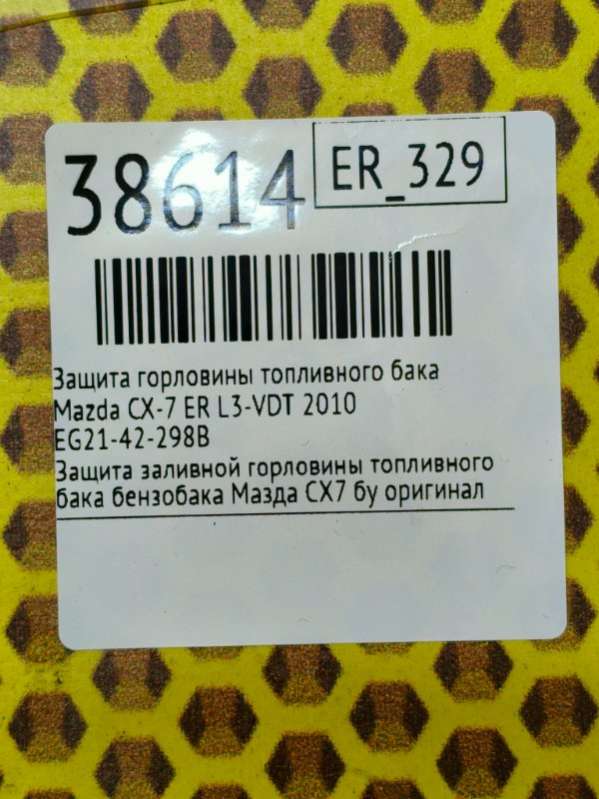 38614
ER_329
Защита горловины топливного бака
Mazda CX-7 ER L3-VDT 2010
EG21-42-298B
Защита заливной горловины топливного
бака бензобака Мазда СХ7 бу оригинал